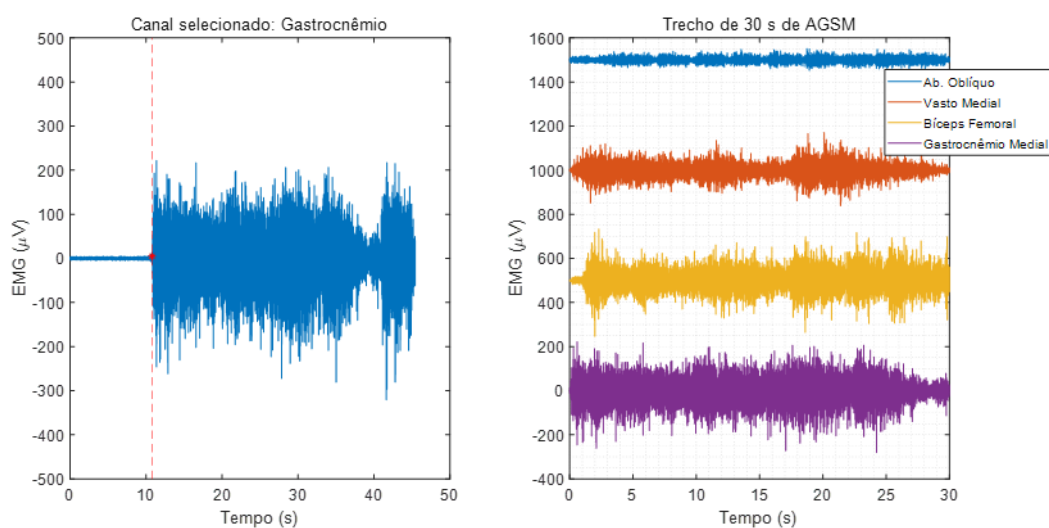 Canal selecionado: Gastrocnêmio
500
400
300
200
100
0
-100
-200
-300
-400
-500
EMG (μV)
0 10 20 30 40 50
Tempo (s)
Trecho de 30 s de AGSM
1600
1400
1200
1000
800
600
400
200
0
-200
-400
EMG (μV)
0 5 10 15 20 25 30
Tempo (s)
Ab. Oblíquo
Vasto Medial
Bíceps Femoral
Gastrocnêmio Medial